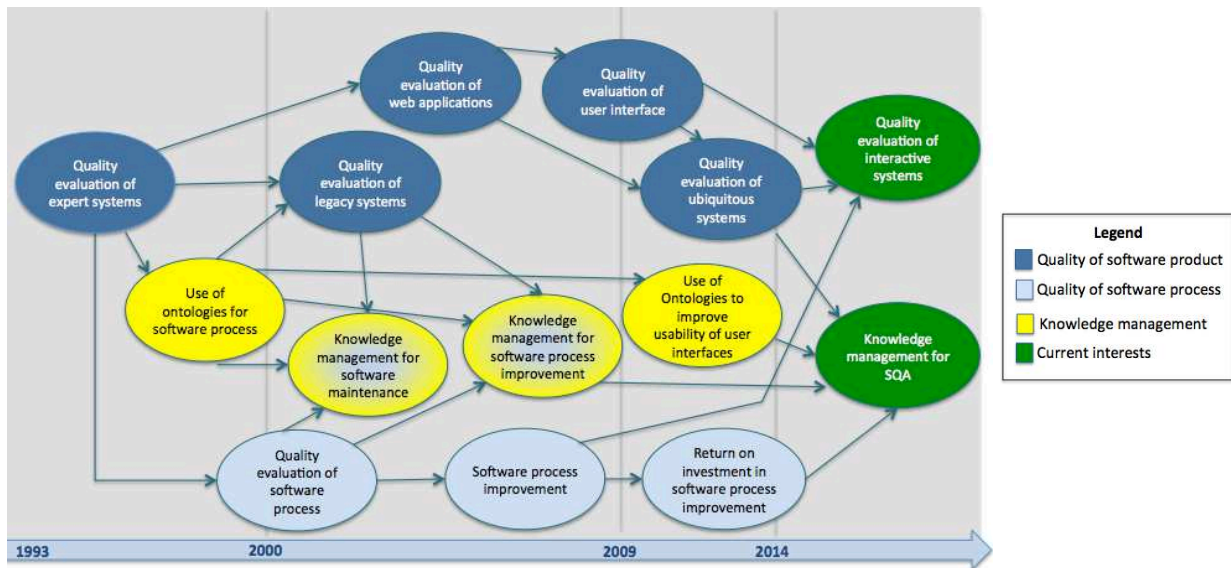 Quality
evaluation of
web applications
Quality
evaluation
of user interface
Quality
evaluation of
interactive
systems
Quality
evaluation of
expert systems
Quality
evaluation of
legacy systems
Quality
evaluation of
ubiquitous
systems
Use of
ontologies for
software process
Knowledge
management for
software
maintenance
Knowledge
management for
software process
improvement
Use of
Ontologies to
improve
usability of user
interfaces
Knowledge
management for
SQA
Quality
evaluation of
software
process
Software process
improvement
Return on
investment in
software process
improvement
1993
2000
2009
2014
Legend
Quality of software product
Quality of software process
Knowledge management
Current interests